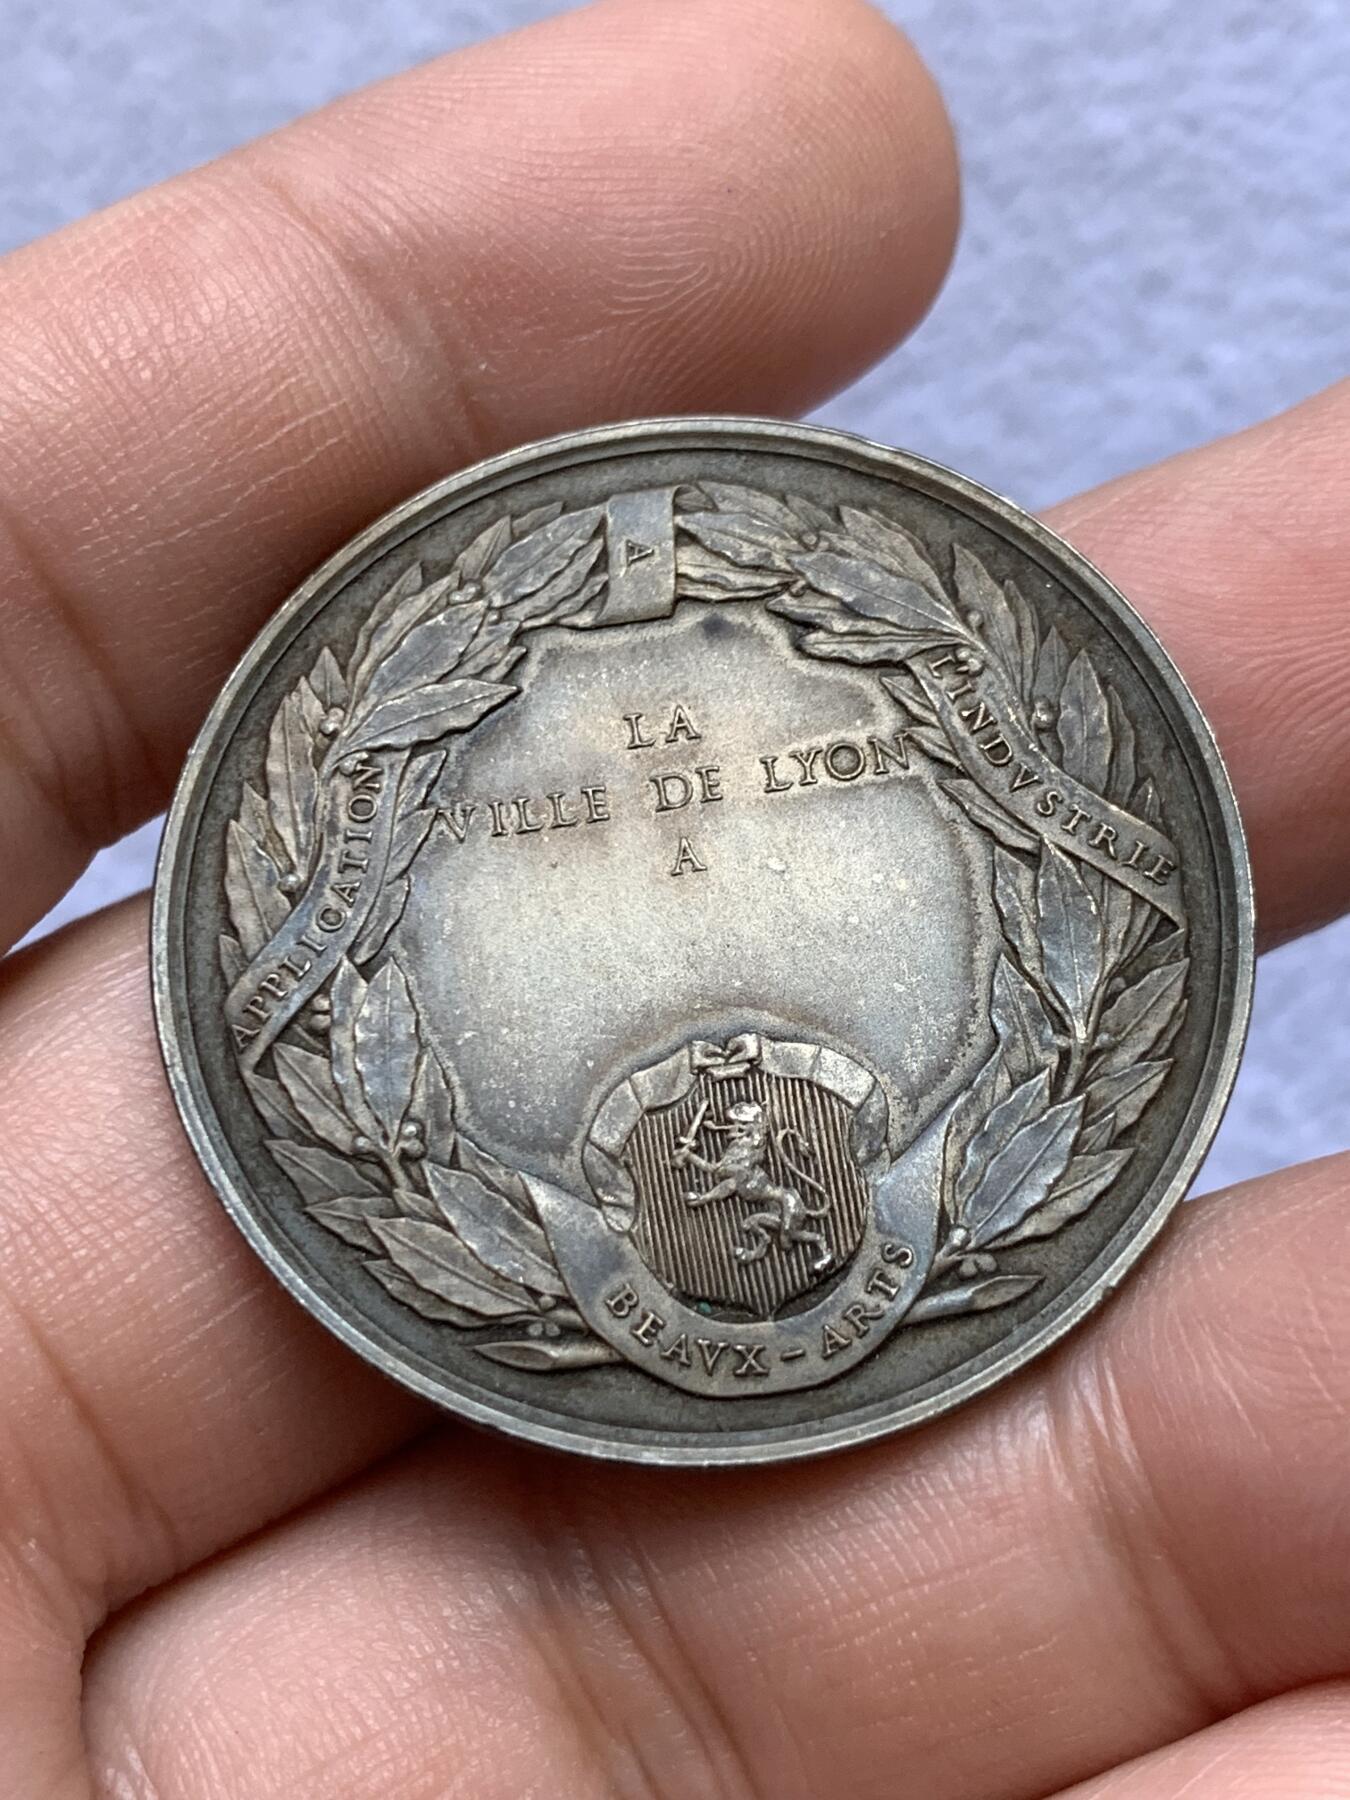 LA
VILLE DE LYON
A
APPLICATION
A
L'INDVSTRIE
BEAVX-ARTS